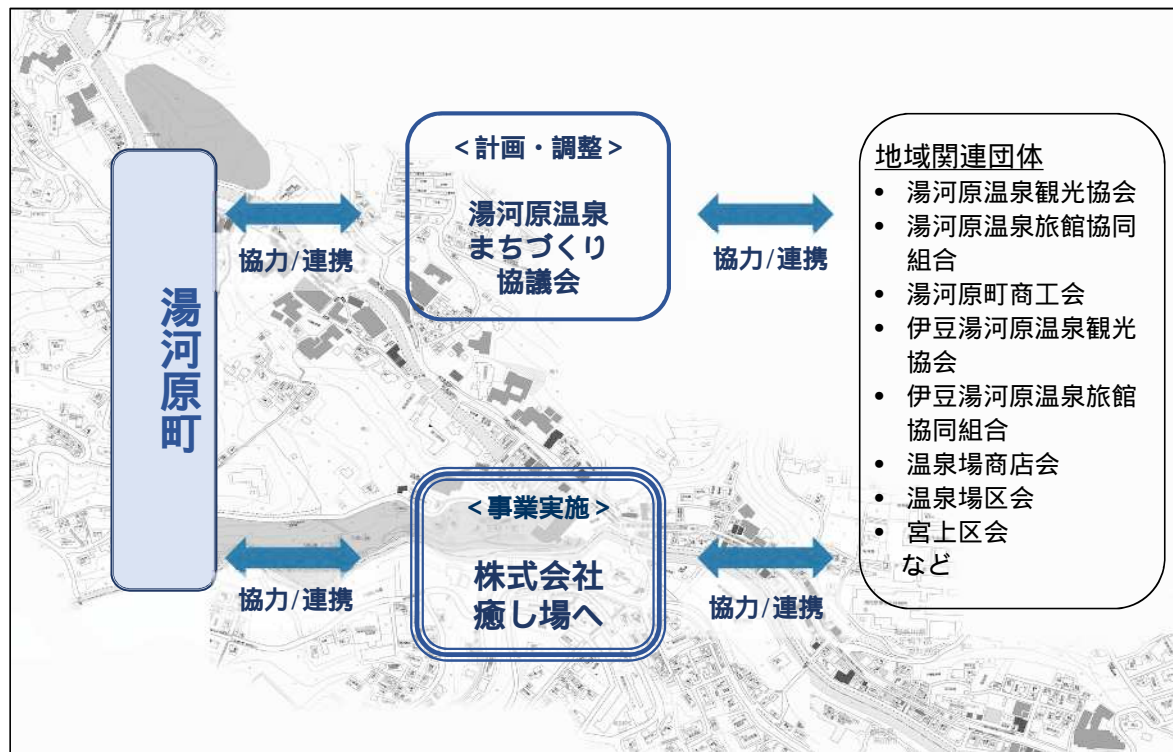 湯河原町
協力/連携
協力/連携
<計画・調整>
湯河原温泉
まちづくり
協議会
<事業実施>
株式会社
癒し場へ
協力/連携
協力/連携
地域関連団体
• 湯河原温泉観光協会
• 湯河原温泉旅館協同
組合
• 湯河原町商工会
• 伊豆湯河原温泉観光
協会
• 伊豆湯河原温泉旅館
協同組合
• 温泉場商店会
• 温泉場区会
• 宮上区会
など